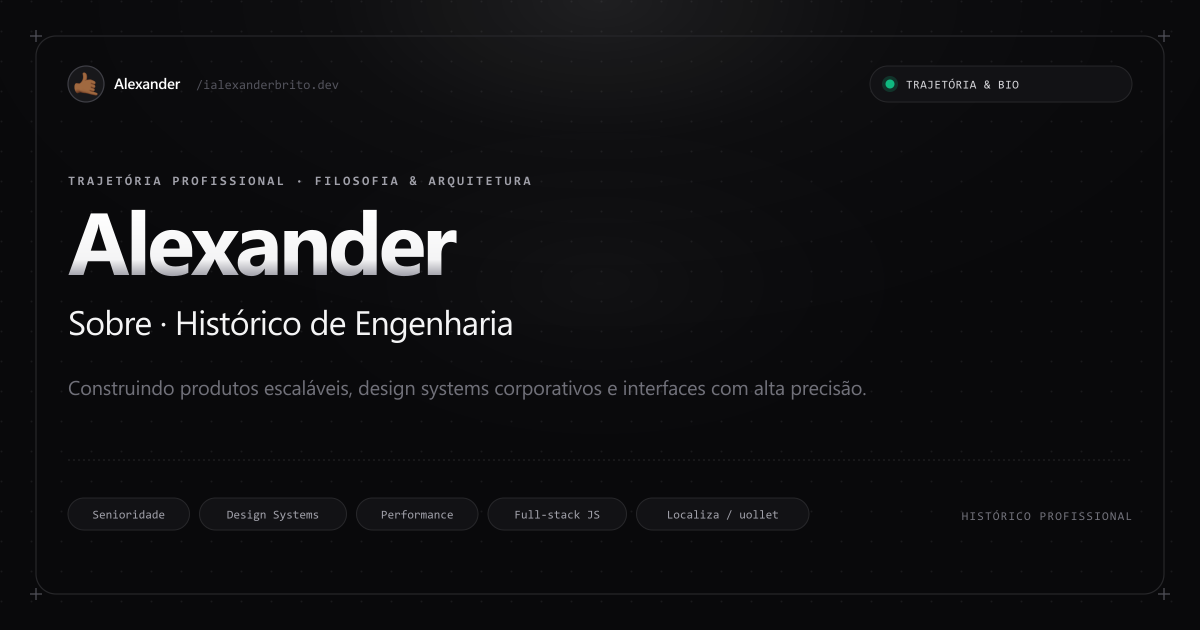 Alexander /ialexanderbrito.dev
TRAJETÓRIA & BIO
TRAJETÓRIA PROFISSIONAL · FILOSOFIA & ARQUITETURA
Alexander
Sobre · Histórico de Engenharia
Construindo produtos escaláveis, design systems corporativos e interfaces com alta precisão.
Senioridade
Design Systems
Performance
Full-stack JS
Localiza / uollet
HISTÓRICO PROFISSIONAL